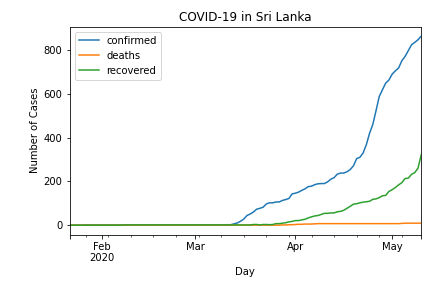 COVID-19 in Sri Lanka
confirmed
deaths
recovered
Number of Cases
800
600
400
200
0
Feb
2020
Mar
Apr
May
Day